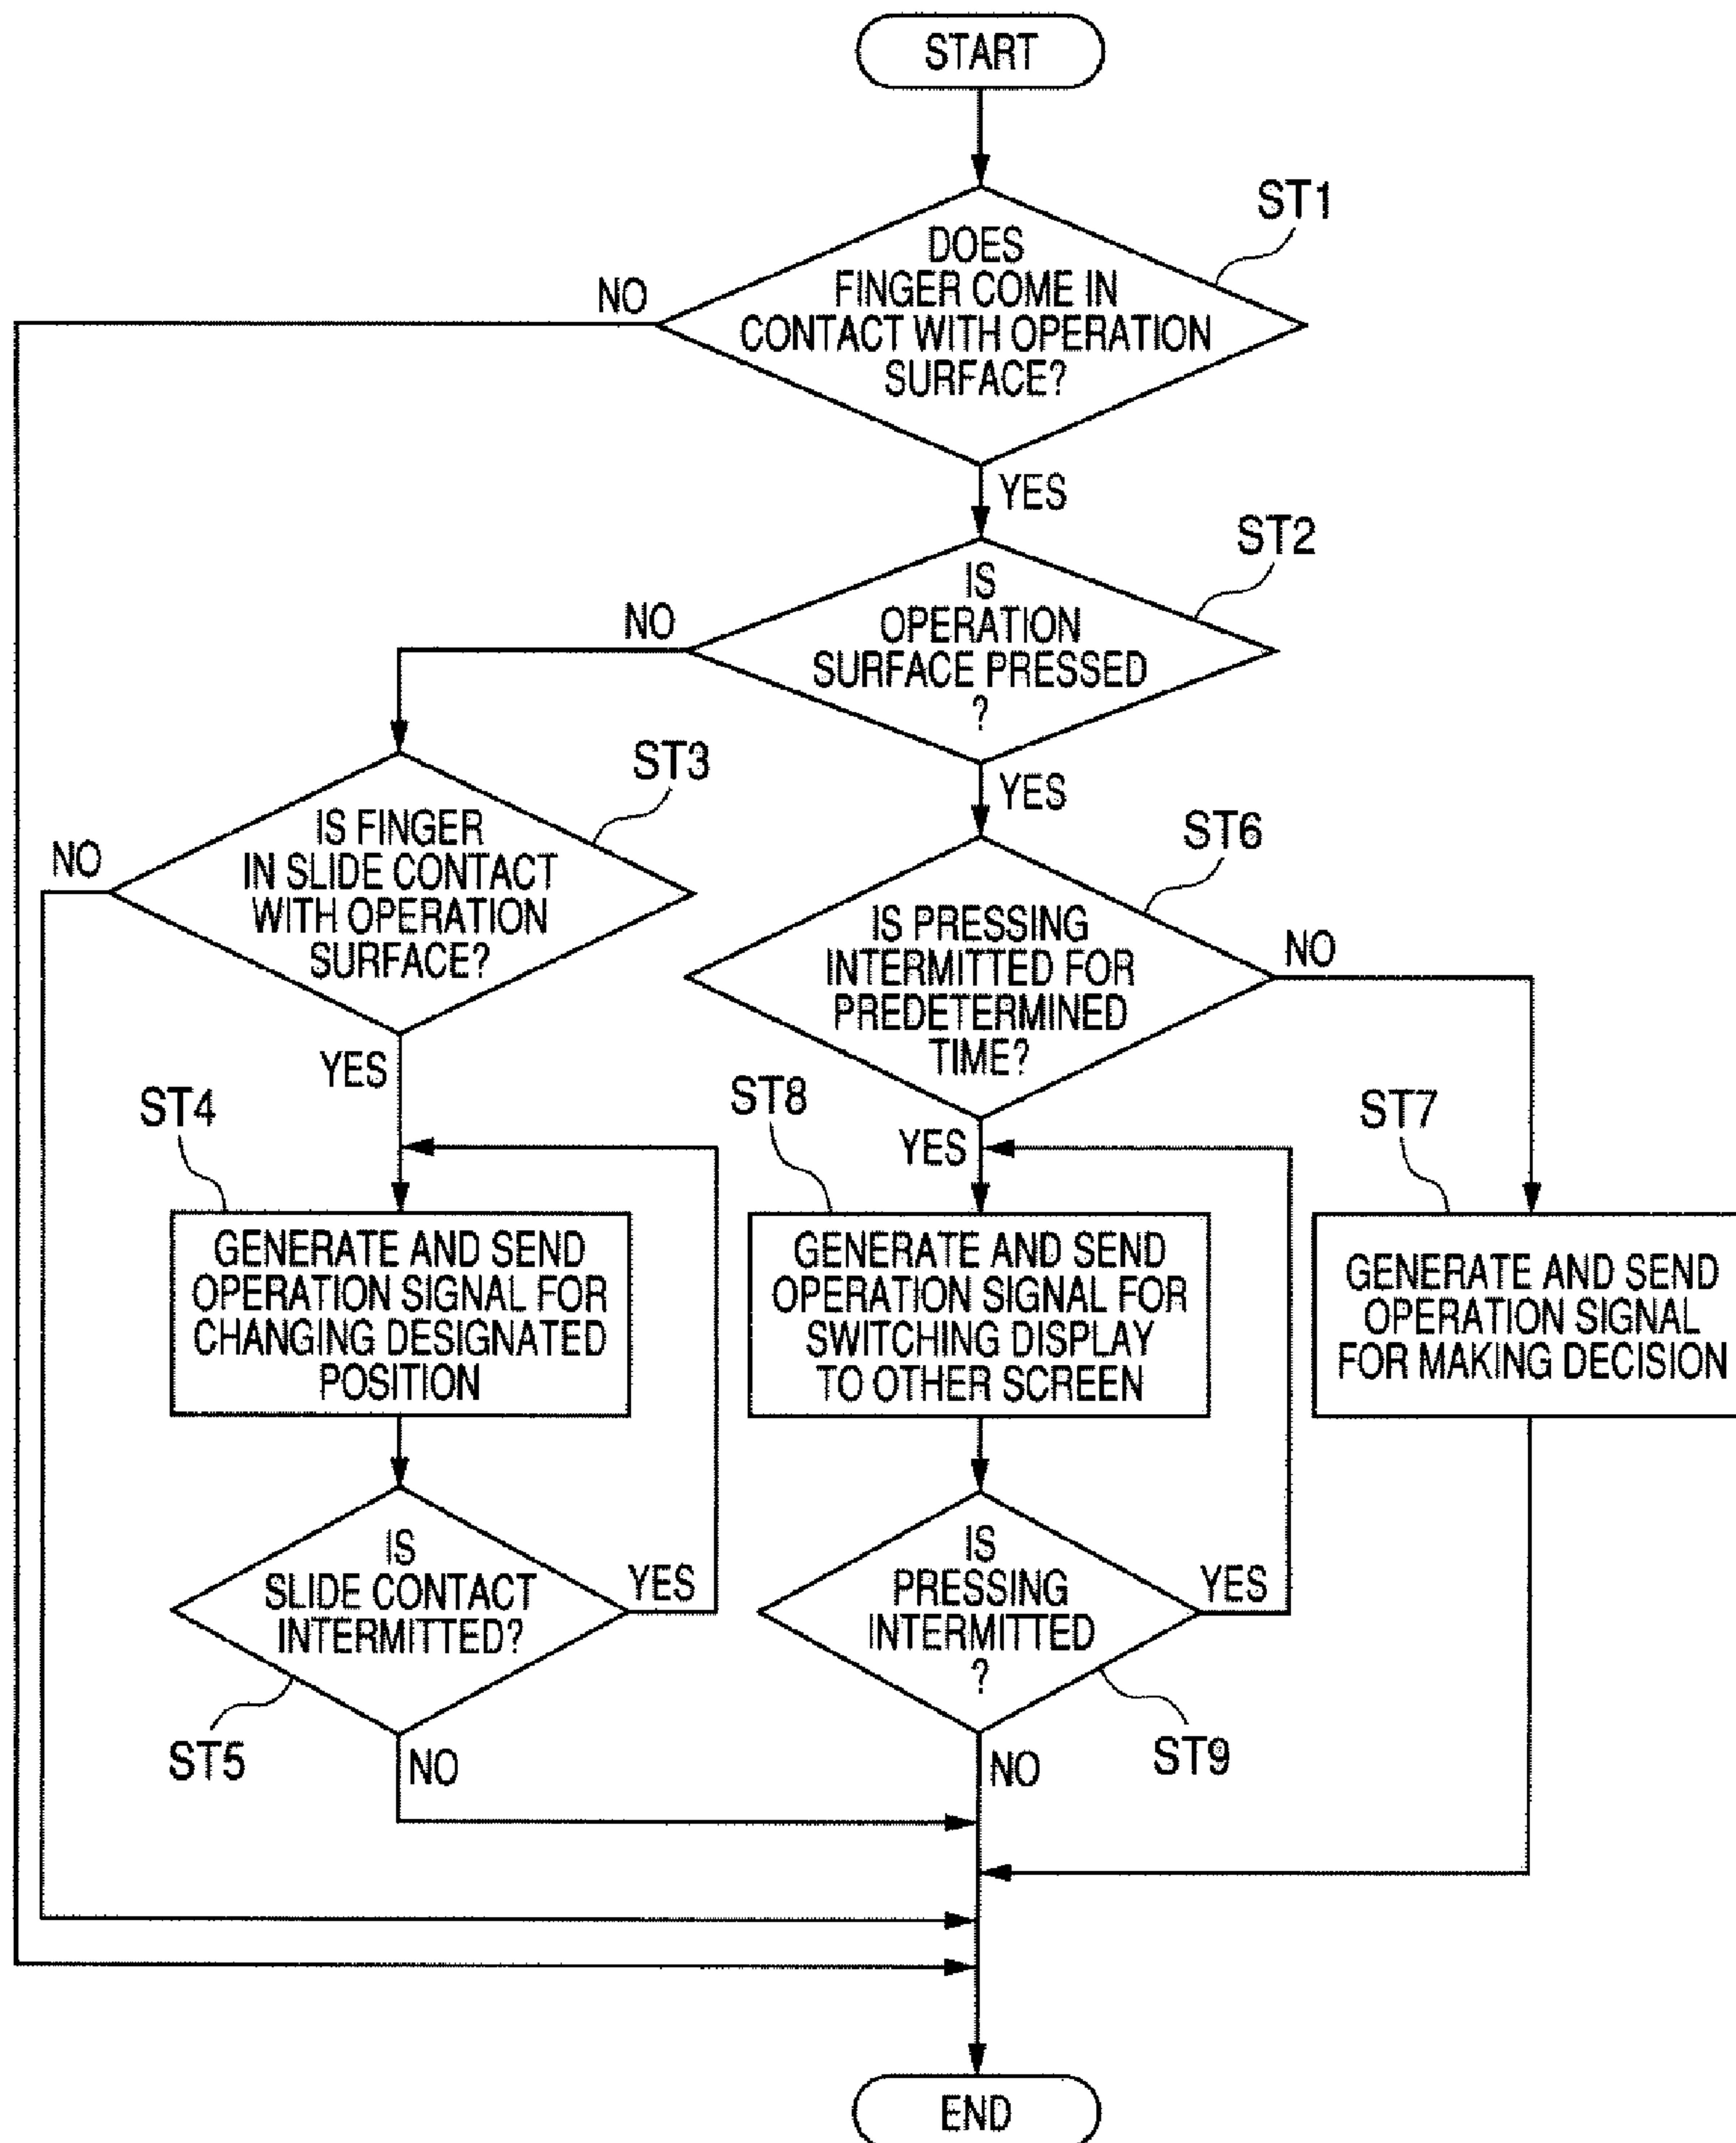 START
ST1
DOES
FINGER COME IN
CONTACT WITH OPERATION
SURFACE?
NO
YES
ST2
IS
OPERATION
SURFACE PRESSED
?
NO
YES
ST3
IS FINGER
IN SLIDE CONTACT
WITH OPERATION
SURFACE?
NO
YES
ST6
IS PRESSING
INTERMITTED FOR
PREDETERMINED
TIME?
NO
YES
ST4
GENERATE AND SEND
OPERATION SIGNAL FOR
CHANGING DESIGNATED
POSITION
ST8
GENERATE AND SEND
OPERATION SIGNAL FOR
SWITCHING DISPLAY
TO OTHER SCREEN
ST7
GENERATE AND SEND
OPERATION SIGNAL
FOR MAKING DECISION
IS
SLIDE CONTACT
INTERMITTED?
YES
ST5
NO
IS
PRESSING
INTERMITTED
?
YES
ST9
NO
END